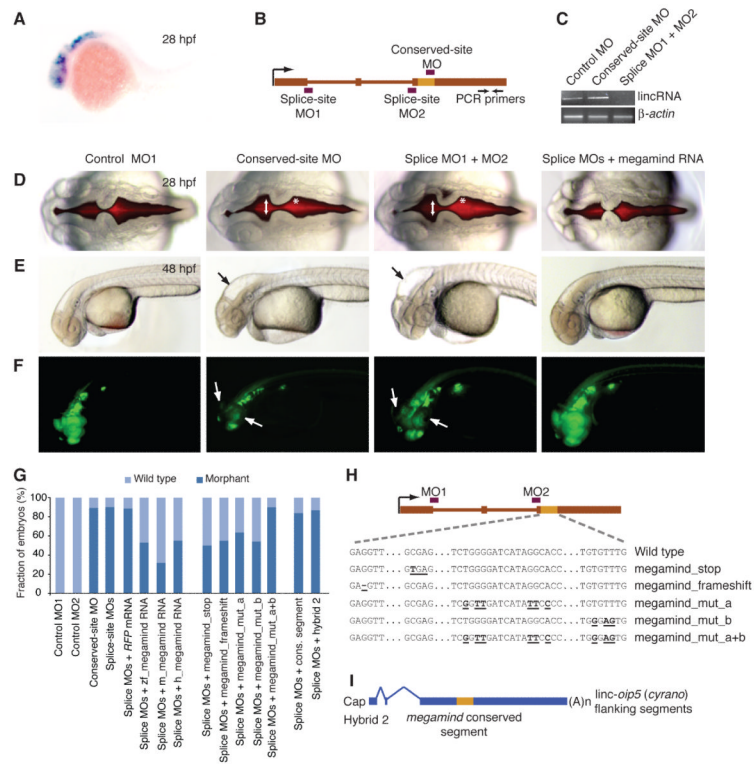 A
28 hpf
B
Conserved-site
MO
Splice-site
MO1
Splice-site
MO2
PCR primers
C
Control MO
Conserved-site MO
Splice MO1 + MO2
lincRNA
β-actin
Control MO1
Conserved-site MO
Splice MO1 + MO2
Splice MOs + megamind RNA
D
28 hpf
*
*
E
48 hpf
F
G
Wild type
Morphant
Fraction of embryos (%)
100
80
60
40
20
0
Control MO1
Control MO2
Conserved-site MO
Splice-site MOs
Splice MOs + RFP mRNA
Splice MOs + zf_megamind RNA
Splice MOs + m_megamind RNA
Splice MOs + h_megamind RNA
Splice MOs + megamind_stop
Splice MOs + megamind_frameshift
Splice MOs + megamind_mut_a
Splice MOs + megamind_mut_b
Splice MOs + megamind_mut_a+b
Splice MOs + cons. segment
Splice MOs + hybrid 2
H
MO1
MO2
GAGGTT... GCGAG... TCTGGGGATCATAGGCACC... TGTGTTTG Wild type
GAGGTT... GTGAG... TCTGGGGATCATAGGCACC... TGTGTTTG megamind_stop
GA-GTT... GCGAG... TCTGGGGATCATAGGCACC... TGTGTTTG megamind_frameshift
GAGGTT... GCGAG... TCGGTTGATCATATTCCCC... TGTGTTTG megamind_mut_a
GAGGTT... GCGAG... TCTGGGGATCATAGGCACC... TGGGAGTG megamind_mut_b
GAGGTT... GCGAG... TCGGTTGATCATATTCCCC... TGGGAGTG megamind_mut_a+b
I
Cap
(A)n
linc-oip5 (cyrano)
flanking segments
Hybrid 2
megamind conserved
segment